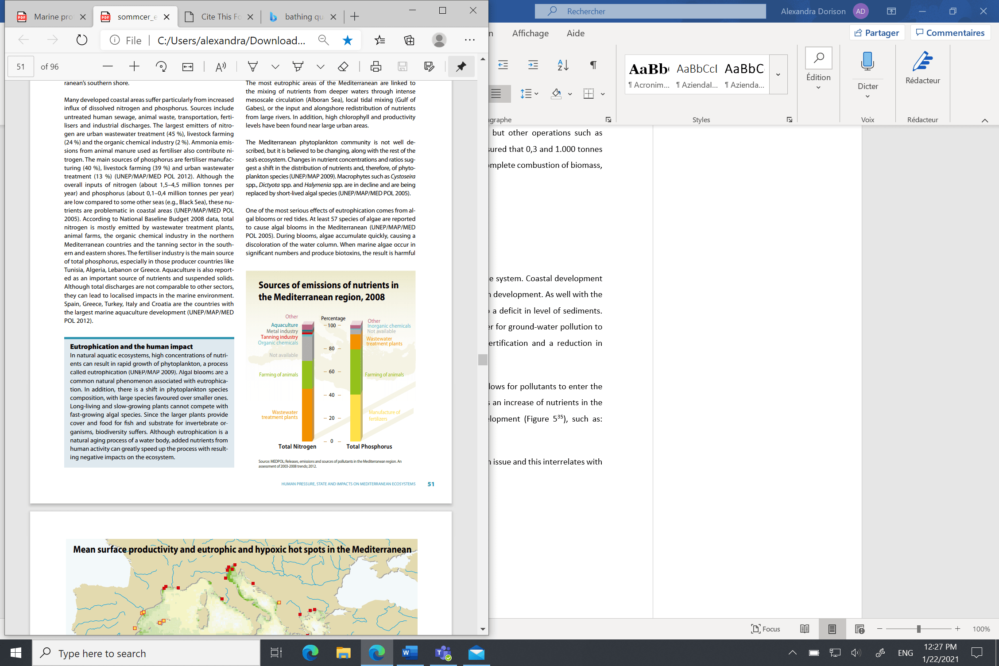 Marine pro
sommcer_e
Cite This Fo
bathing qu
File
C:/Users/alexandra/Download...
51
of 96
ranean's southern shore.
Many developed coastal areas suffer particularly from increased
influx of dissolved nitrogen and phosphorus. Sources include
untreated human sewage, animal waste, transportation, ferti-
lisers and industrial discharges. The largest emitters of nitro-
gen are urban wastewater treatment (45 %), livestock farming
(24 %) and the organic chemical industry (2 %). Ammonia emis-
sions from animal manure used as fertiliser also contribute ni-
trogen. The main sources of phosphorus are fertiliser manufac-
turing (40 %), livestock farming (39 %) and urban wastewater
treatment (13 %) (UNEP/MAP/MED POL 2012). Although the
overall inputs of nitrogen (about 1,5–4,5 million tonnes per
year) and phosphorus (about 0,1–0,4 million tonnes per year)
are low compared to some other seas (e.g., Black Sea), these nu-
trients are problematic in coastal areas (UNEP/MAP/MED POL
2005). According to National Baseline Budget 2008 data, total
nitrogen is mostly emitted by wastewater treatment plants,
animal farms, the organic chemical industry in the northern
Mediterranean countries and the tanning sector in the south-
ern and eastern shores. The fertiliser industry is the main source
of total phosphorus, especially in those producer countries like
Tunisia, Algeria, Lebanon or Greece. Aquaculture is also report-
ed as an important source of nutrients and suspended solids.
Although total discharges are not comparable to other sectors,
they can lead to localised impacts in the marine environment.
Spain, Greece, Turkey, Italy and Croatia are the countries with
the largest marine aquaculture development (UNEP/MAP/MED
POL 2012).
Eutrophication and the human impact
In natural aquatic ecosystems, high concentrations of nutri-
ents can result in rapid growth of phytoplankton, a process
called eutrophication (UNEP/MAP 2009). Algal blooms are a
common natural phenomenon associated with eutrophica-
tion. In addition, there is a shift in phytoplankton species
composition, with large species favoured over smaller ones.
Long-living and slow-growing plants cannot compete with
fast-growing algal species. Since the larger plants provide
cover and food for fish and substrate for invertebrate or-
ganisms, biodiversity suffers. Although eutrophication is a
natural aging process of a water body, added nutrients from
human activity can greatly speed up the process with result-
ing negative impacts on the ecosystem.
The most eutrophic areas of the Mediterranean are linked to
the mixing of nutrients from deeper waters through intense
mesoscale circulation (Alboran Sea), local tidal mixing (Gulf of
Gabes), or the input and alongshore redistribution of nutrients
from large rivers. In addition, high chlorophyll and productivity
levels have been found near large urban areas.
The Mediterranean phytoplankton community is not well de-
scribed, but it is believed to be changing, along with the rest of the
sea's ecosystem. Changes in nutrient concentrations and ratios sug-
gest a shift in the distribution of nutrients and, therefore, of phyto-
plankton species (UNEP/MAP 2009). Macrophytes such as Cystoseira
spp., Dictyota spp. and Halymenia spp. are in decline and are being
replaced by short-lived algal species (UNEP/MAP/MED POL 2005).
One of the most serious effects of eutrophication comes from al-
gal blooms or red tides. At least 57 species of algae are reported
to cause algal blooms in the Mediterranean (UNEP/MAP/MED
POL 2005). During blooms, algae accumulate quickly, causing a
discoloration of the water column. When marine algae occur in
significant numbers and produce biotoxins, the result is harmful
Sources of emissions of nutrients in
the Mediterranean region, 2008
Other
Aquaculture
Metal industry
Tanning industry
Organic chemicals
Not available
Farming of animals
Wastewater
treatment plants
Percentage
100
80
60
40
20
0
Other
Inorganic chemicals
Not available
Wastewater
treatment plants
Farming of animals
Manufacture of
fertilizers
Total Nitrogen
Total Phosphorus
Source: MEDPOL; Releases, emissions and sources of pollutants in the Mediterranean region. An
assessment of 2003-2008 trends; 2012.
HUMAN PRESSURE, STATE AND IMPACTS ON MEDITERRANEAN ECOSYSTEMS 51
Mean surface productivity and eutrophic and hypoxic hot spots in the Mediterranean
Rechercher
Alexandra Dorison
AD
n
Affichage
Aide
Partager
Commentaires
AaBb
AaBbCcI
AaBbC
¶ Acronim...
¶ Aziendal...
¶ Azienda...
Édition
Dicter
Rédacteur
agraphe
Styles
Voix
Rédacteur
but other operations such as
sured that 0,3 and 1.000 tonnes
omplete combustion of biomass,
e system. Coastal development
n development. As well with the
a deficit in level of sediments.
er for ground-water pollution to
ertification and a reduction in
lows for pollutants to enter the
s an increase of nutrients in the
lopment (Figure 5³⁵), such as:
n issue and this interrelates with
Focus
100%
Type here to search
ENG
12:27 PM
1/22/2021